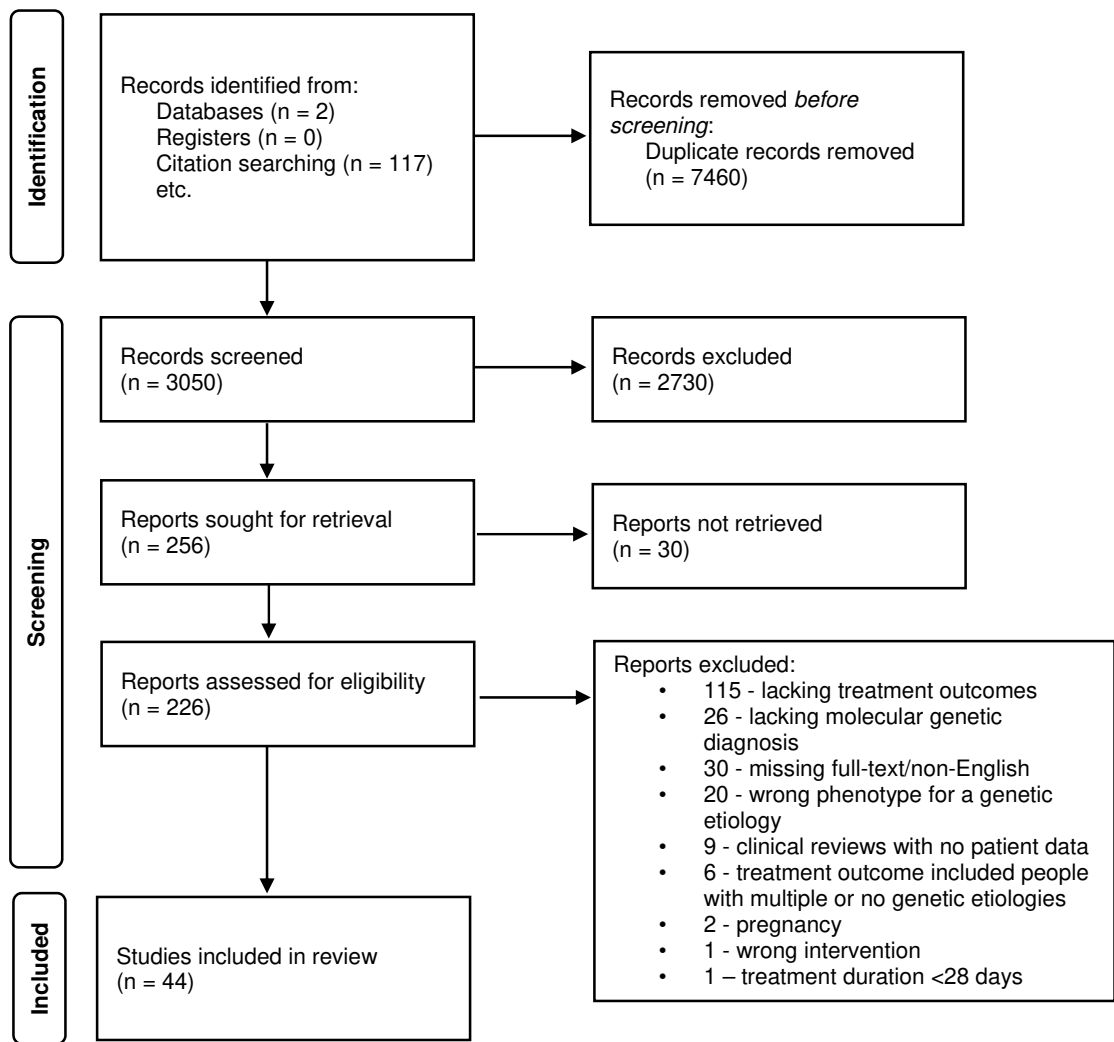 Identification
Records identified from:
Databases (n = 2)
Registers (n = 0)
Citation searching (n = 117)
etc.
Records removed before
screening:
Duplicate records removed
(n = 7460)
Screening
Records screened
(n = 3050)
Records excluded
(n = 2730)
Reports sought for retrieval
(n = 256)
Reports not retrieved
(n = 30)
Reports assessed for eligibility
(n = 226)
Reports excluded:
• 115 - lacking treatment outcomes
• 26 - lacking molecular genetic
diagnosis
• 30 - missing full-text/non-English
• 20 - wrong phenotype for a genetic
etiology
• 9 - clinical reviews with no patient data
• 6 - treatment outcome included people
with multiple or no genetic etiologies
• 2 - pregnancy
• 1 - wrong intervention
• 1 – treatment duration <28 days
Included
Studies included in review
(n = 44)